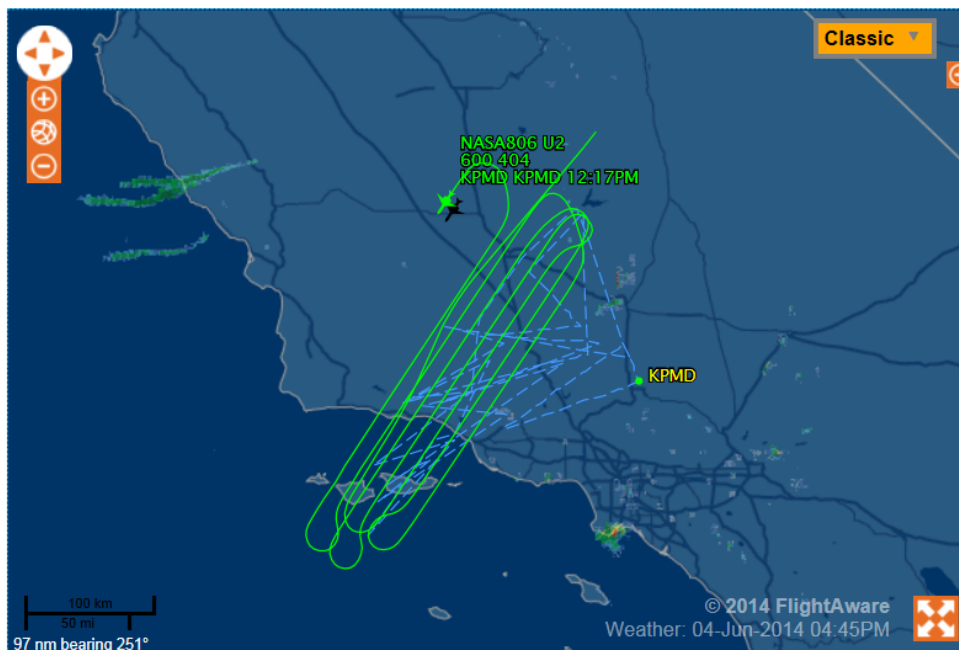 Classic
NASA806 U2
600 404
KPMD KPMD 12:17PM
KPMD
100 km
50 mi
97 nm bearing 251°
© 2014 FlightAware
Weather: 04-Jun-2014 04:45PM